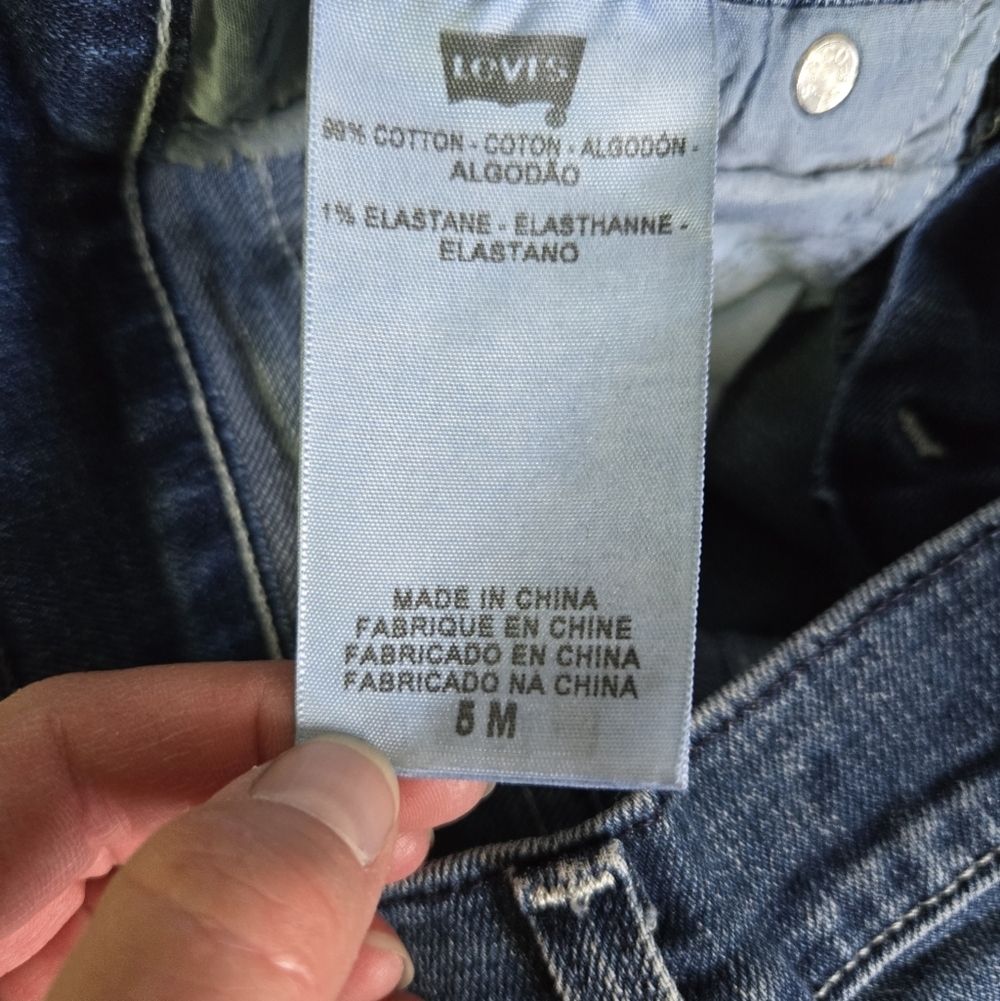 LEVI'S
®
99% COTTON - COTON - ALGODÓN -
ALGODÃO
1% ELASTANE - ÉLASTHANNE -
ELASTANO
MADE IN CHINA
FABRIQUÉ EN CHINE
FABRICADO EN CHINA
FABRICADO NA CHINA
5 M